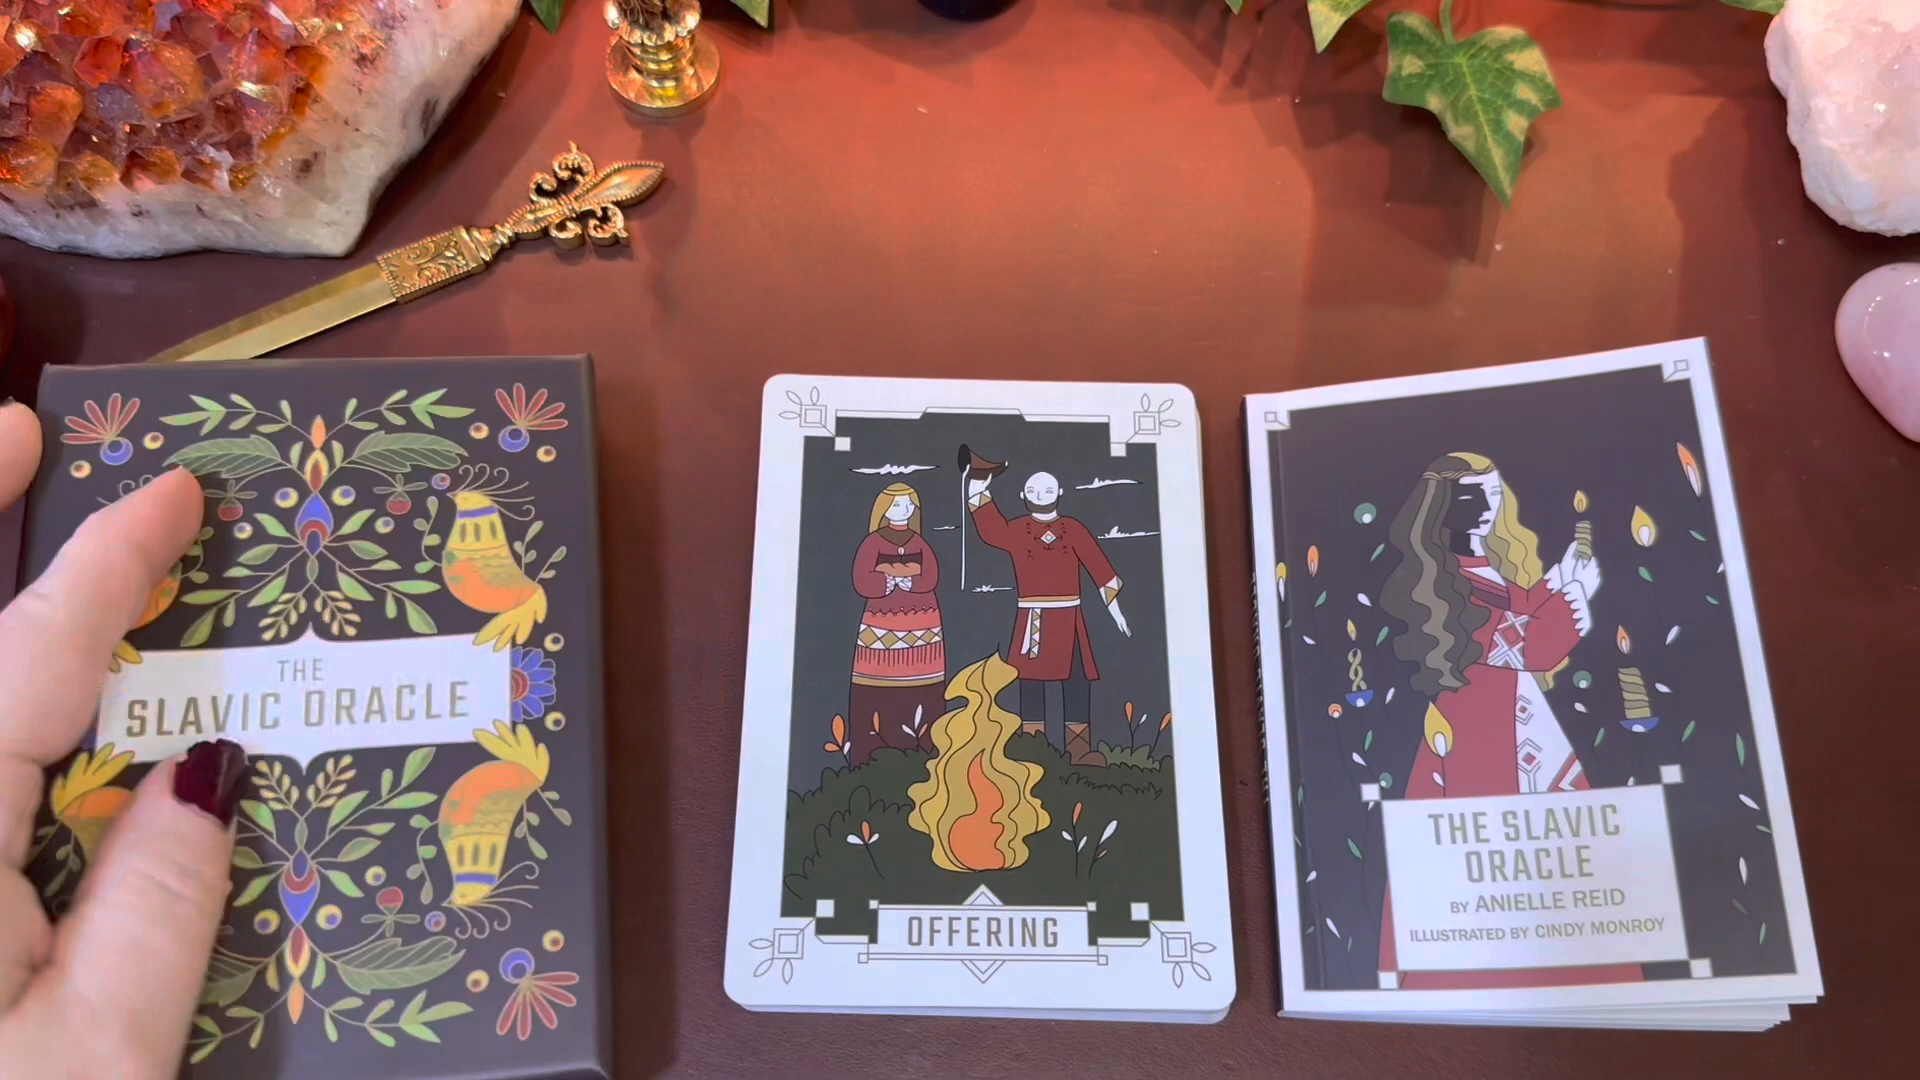 THE
SLAVIC ORACLE
OFFERING
THE SLAVIC
ORACLE
BY ANIELLE REID
ILLUSTRATED BY CINDY MONROY